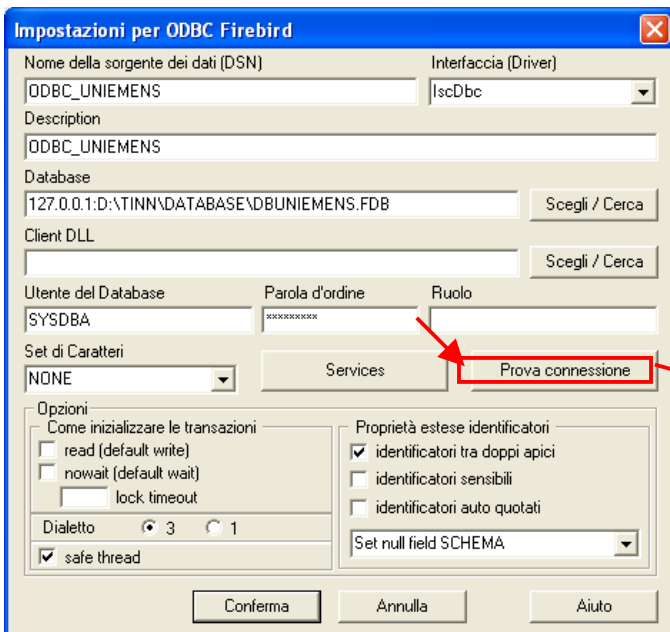 Impostazioni per ODBC Firebird
Nome della sorgente dei dati (DSN) Interfaccia (Driver)
ODBC_UNIEMENS IscDbc
Description
ODBC_UNIEMENS
Database
127.0.0.1:D:\TINN\DATABASE\DBUNIEMENS.FDB Scegli / Cerca
Client DLL
Scegli / Cerca
Utente del Database Parola d'ordine Ruolo
SYSDBA *********
Set di Caratteri
NONE Services Prova connessione
Opzioni
Come inizializzare le transazioni Proprietà estese identificatori
read (default write) identificatori tra doppi apici
nowait (default wait) identificatori sensibili
lock timeout identificatori auto quotati
Dialetto 3 1
Set null field SCHEMA
safe thread
Conferma Annulla Aiuto